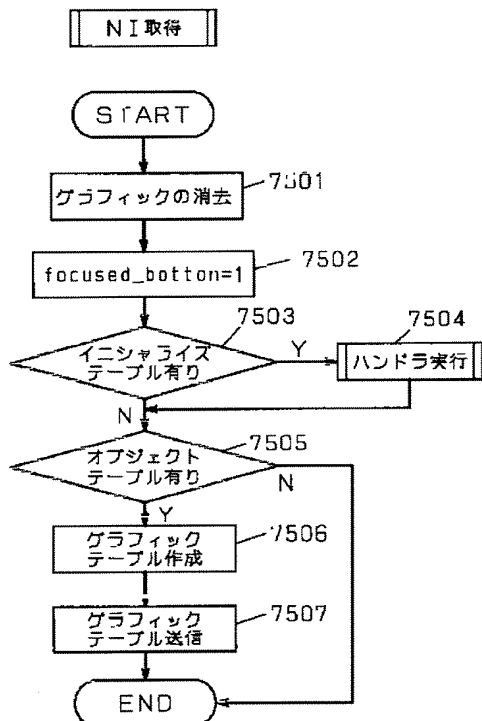 NI取得
START
グラフィックの消去
7501
focused_botton=1
7502
7503
イニシャライズ
テーブル有り
Y
7504
ハンドラ実行
N
7505
オブジェクト
テーブル有り
N
Y
グラフィック
テーブル作成
7506
グラフィック
テーブル送信
7507
END